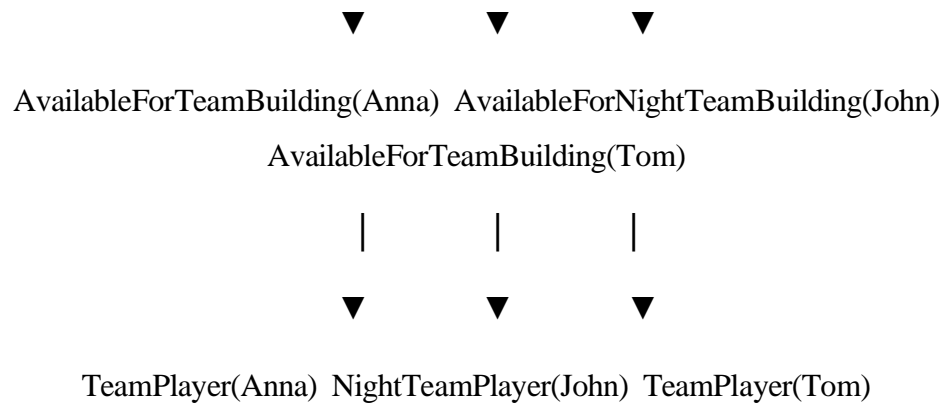 AvailableForTeamBuilding(Anna) AvailableForNightTeamBuilding(John)
AvailableForTeamBuilding(Tom)
TeamPlayer(Anna) NightTeamPlayer(John) TeamPlayer(Tom)